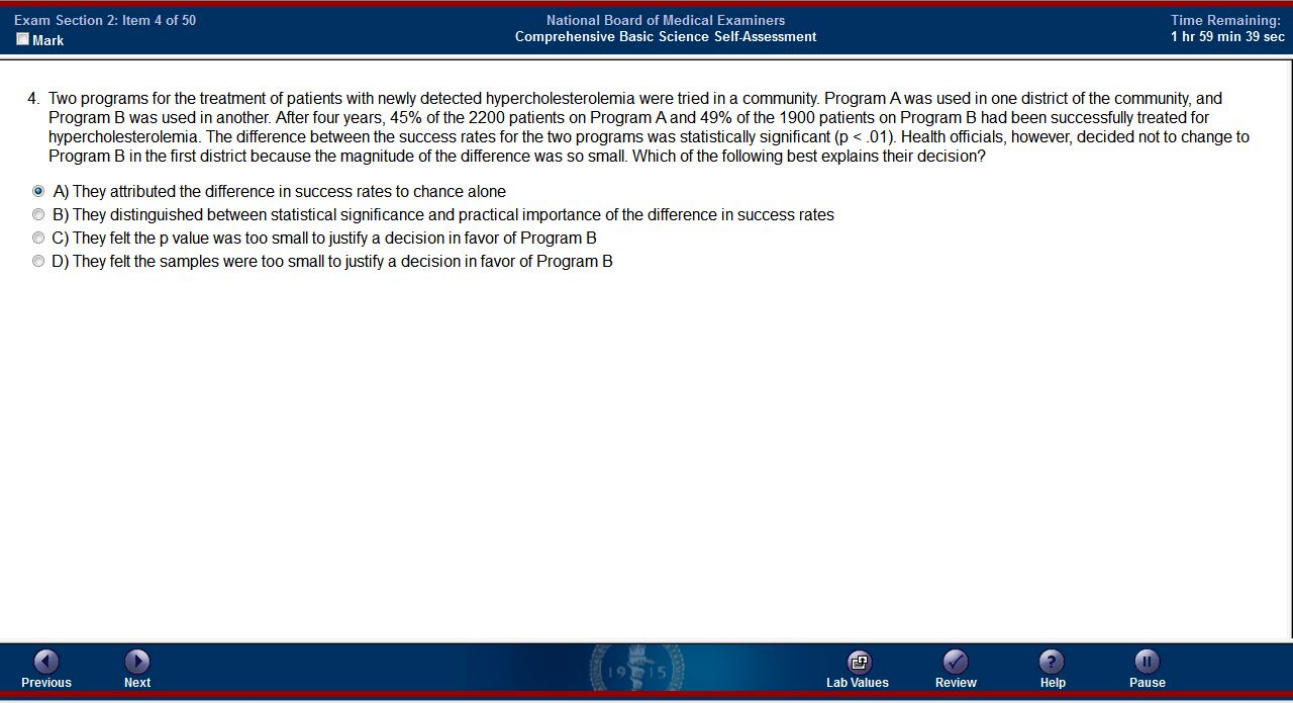 Exam Section 2: Item 4 of 50
National Board of Medical Examiners
Time Remaining:
Mark
Comprehensive Basic Science Self-Assessment
1 hr 59 min 39 sec
4. Two programs for the treatment of patients with newly detected hypercholesterolemia were tried in a community. Program A was used in one district of the community, and
Program B was used in another. After four years, 45% of the 2200 patients on Program A and 49% of the 1900 patients on Program B had been successfully treated for
hypercholesterolemia. The difference between the success rates for the two programs was statistically significant (p < .01). Health officials, however, decided not to change to
Program B in the first district because the magnitude of the difference was so small. Which of the following best explains their decision?
A) They attributed the difference in success rates to chance alone
B) They distinguished between statistical significance and practical importance of the difference in success rates
C) They felt the p value was too small to justify a decision in favor of Program B
D) They felt the samples were too small to justify a decision in favor of Program B
1915
Previous
Next
Lab Values
Review
Help
Pause